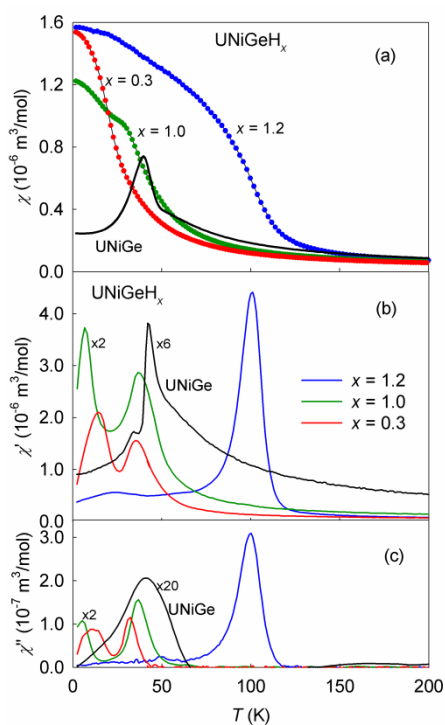 1.6
UNiGeHx
(a)
1.2
x = 0.3
x = 1.0
x = 1.2
0.8
χ (10⁻⁶ m³/mol)
0.4
UNiGe
0.0
UNiGeHx
(b)
4.0
x2
x6
UNiGe
x = 1.2
x = 1.0
x = 0.3
3.0
χ' (10⁻⁶ m³/mol)
2.0
1.0
0.0
(c)
3.0
x20
2.0
UNiGe
x2
χ'' (10⁻⁷ m³/mol)
1.0
0.0
0 50 100 150 200
T (K)